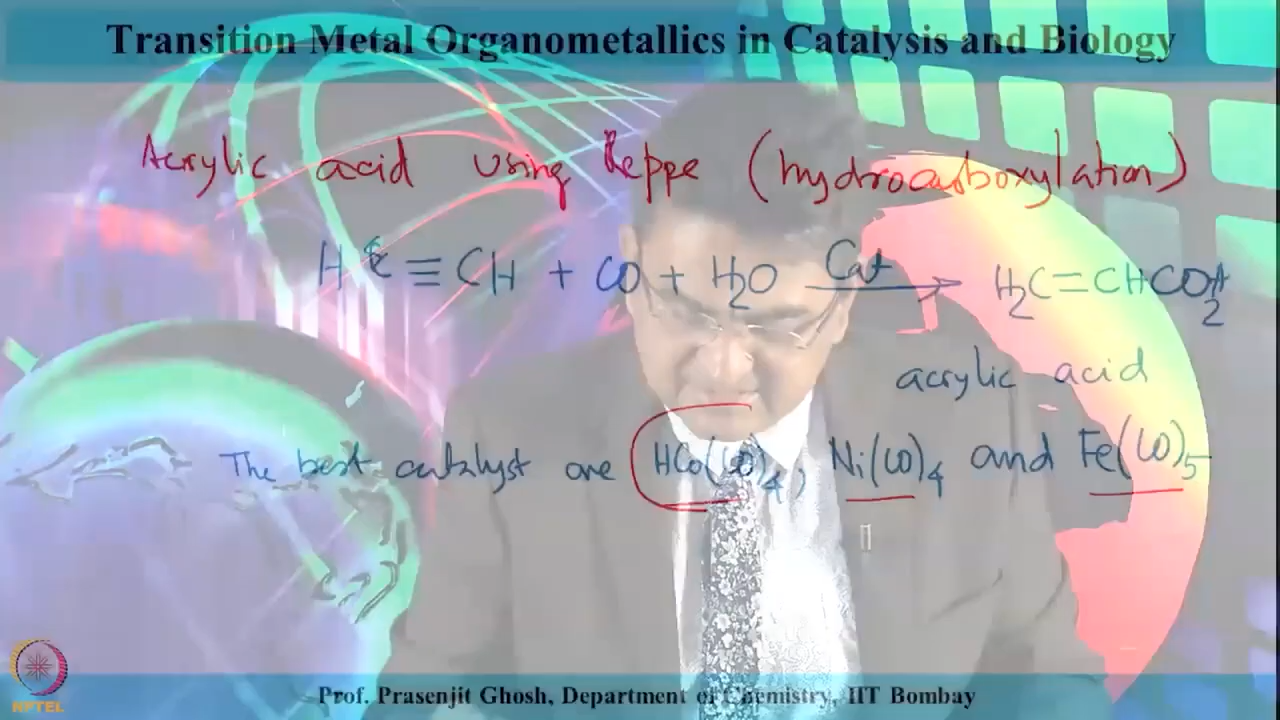 Transition Metal Organometallics in Catalysis and Biology
Acrylic acid using Reppe (hydrocarboxylation)
HC≡CH + CO + H₂O Cat → H₂C=CHCO₂H
acrylic acid
The best catalyst are HCo(CO)₄, Ni(CO)₄ and Fe(CO)₅
NPTEL
Prof. Prasenjit Ghosh, Department of Chemistry, IIT Bombay